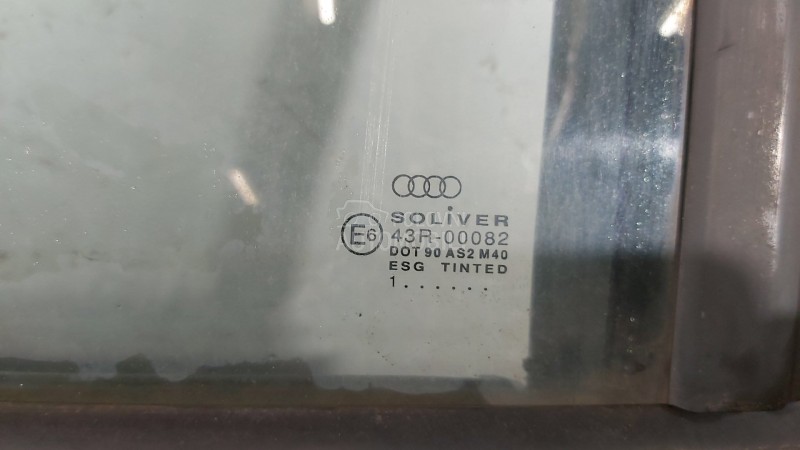 SOLiVER
E6 43R-00082
DOT 90 AS2 M40
ESG TINTED
1.......